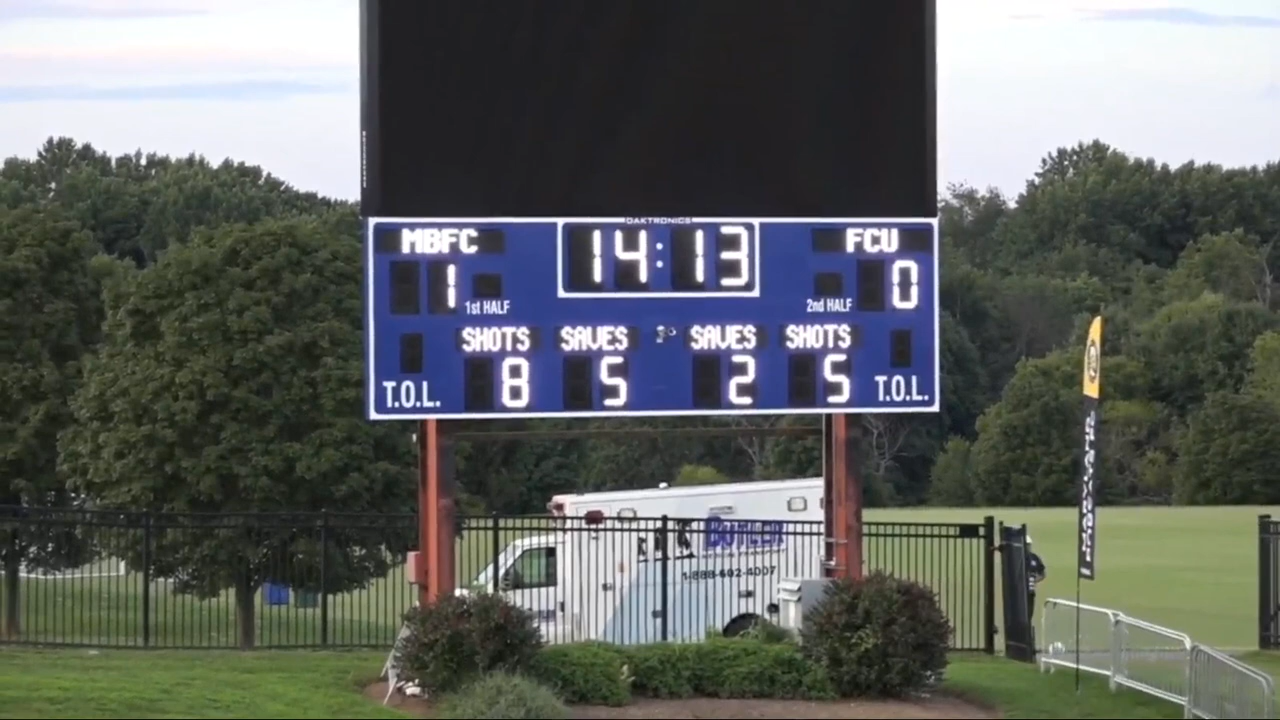 DAKTRONICS
MBFC
14:13
FCU
1
0
1st HALF
2nd HALF
SHOTS SAVES SAVES SHOTS
8 5 2 5
T.O.L.
T.O.L.
BUTLER
1-888-602-4007